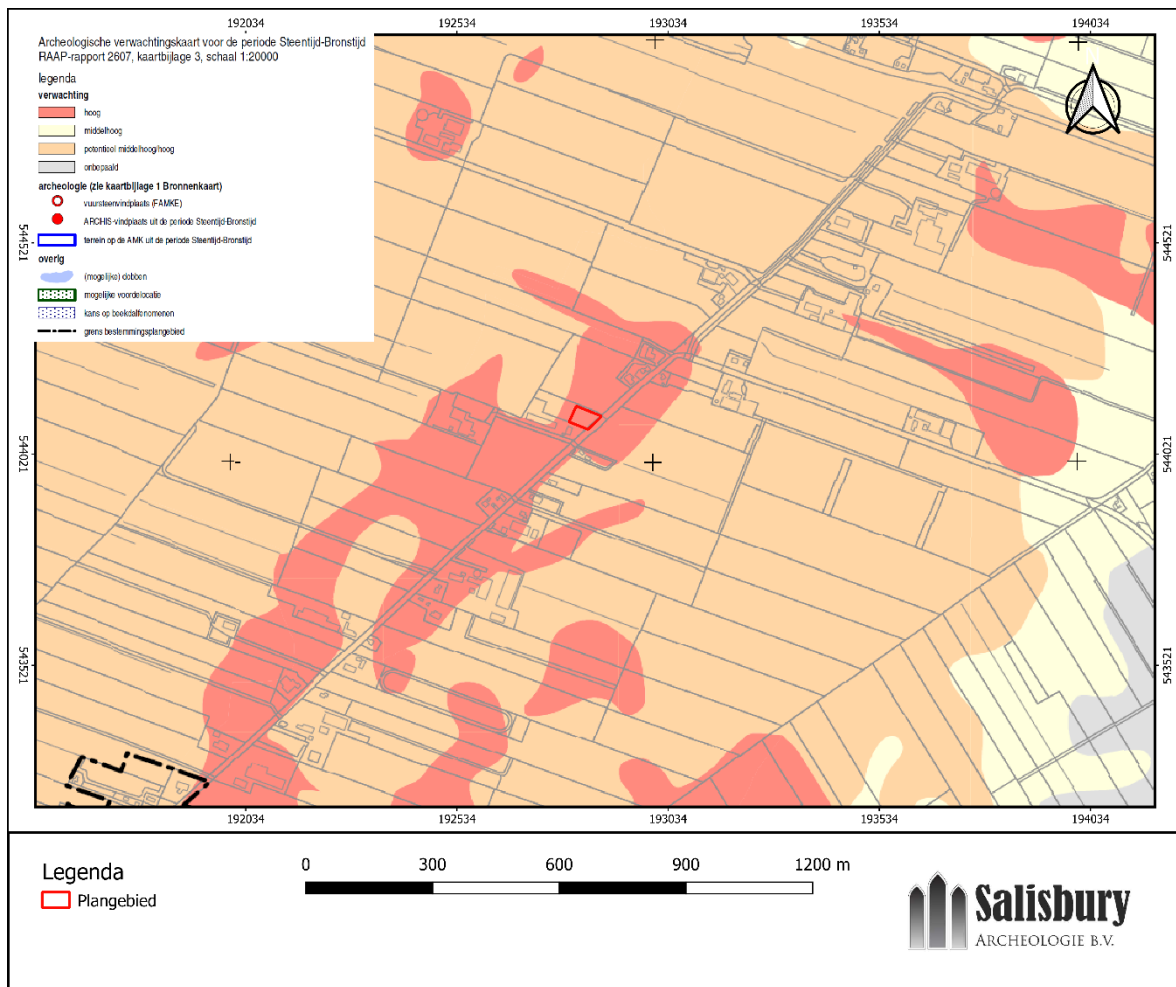 192034 192534 193034 193534 194034
Archeologische verwachtingskaart voor de periode Steentijd-Bronstijd
RAAP-rapport 2607, kaartbijlage 3, schaal 1:20000
legenda
verwachting
hoog
middelhoog
potentieel middelhoog/hoog
onbepaald
archeologie (zie kaartbijlage 1 Bronnenkaart)
vuursteenvindplaats (FAMKE)
ARCHIS-vindplaats uit de periode Steentijd-Bronstijd
terrein op de AMK uit de periode Steentijd-Bronstijd
overig
(mogelijke) dobben
mogelijke voordelocatie
kans op beekdalfenomenen
grens bestemmingsplangebied
544521 544521
544021 544021
543521 543521
192034 192534 193034 193534 194034
Legenda
Plangebied
0 300 600 900 1200 m
Salisbury
ARCHEOLOGIE B.V.